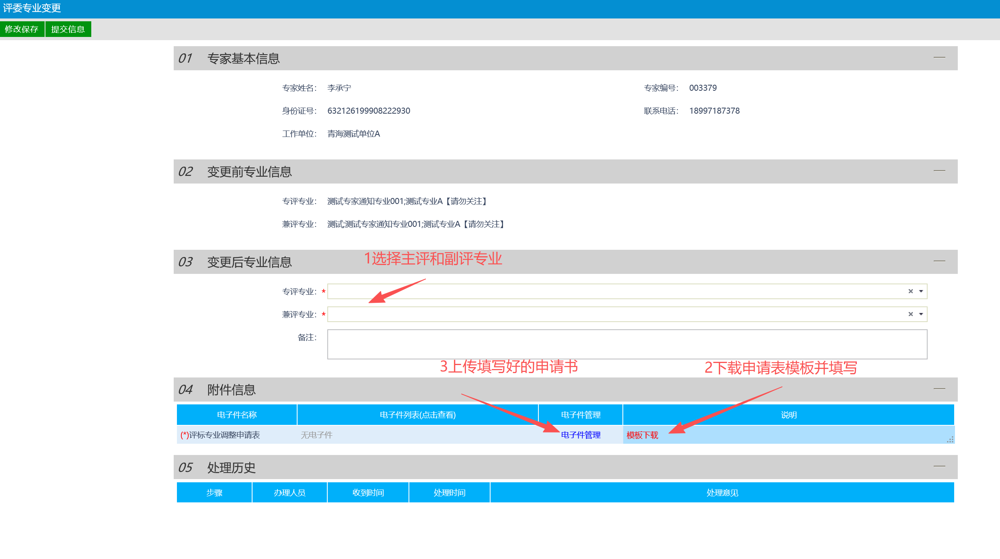 评委专业变更
修改保存 提交信息
01 专家基本信息
专家姓名： 李承宁 专家编号： 003379
身份证号： 632126199908222930 联系电话： 18997187378
工作单位： 青海测试单位A
02 变更前专业信息
专评专业： 测试专家通知专业001;测试专业A【请勿关注】
兼评专业： 测试;测试专家通知专业001;测试专业A【请勿关注】
03 变更后专业信息 1选择主评和副评专业
专评专业：*
兼评专业：*
备注：
3上传填写好的申请书 2下载申请表模板并填写
04 附件信息
电子件名称 电子件列表(点击查看) 电子件管理 说明
(*)评标专业调整申请表 无电子件 电子件管理 模板下载
05 处理历史
步骤 办理人员 收到时间 处理时间 处理意见